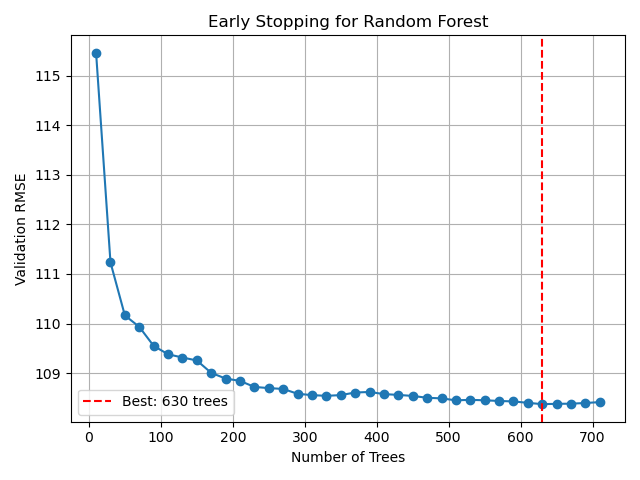 Early Stopping for Random Forest
Validation RMSE
115
114
113
112
111
110
109
Best: 630 trees
0 100 200 300 400 500 600 700
Number of Trees